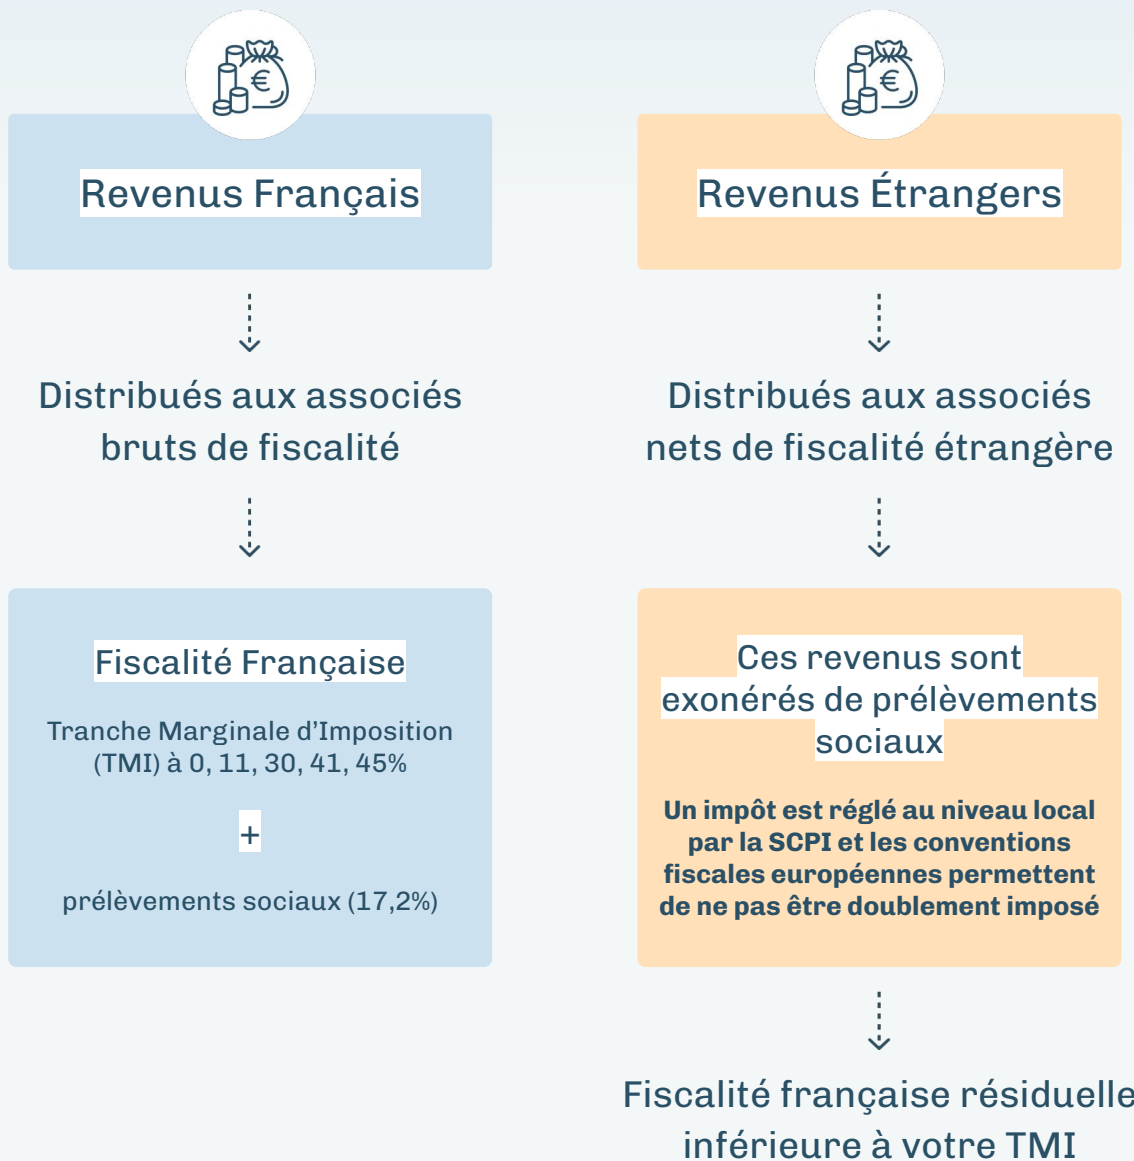 €
Revenus Français
Distribués aux associés
bruts de fiscalité
Fiscalité Française
Tranche Marginale d’Imposition
(TMI) à 0, 11, 30, 41, 45%
+
prélèvements sociaux (17,2%)
€
Revenus Étrangers
Distribués aux associés
nets de fiscalité étrangère
Ces revenus sont
exonérés de prélèvements
sociaux
Un impôt est réglé au niveau local
par la SCPI et les conventions
fiscales européennes permettent
de ne pas être doublement imposé
Fiscalité française résiduelle
inférieure à votre TMI